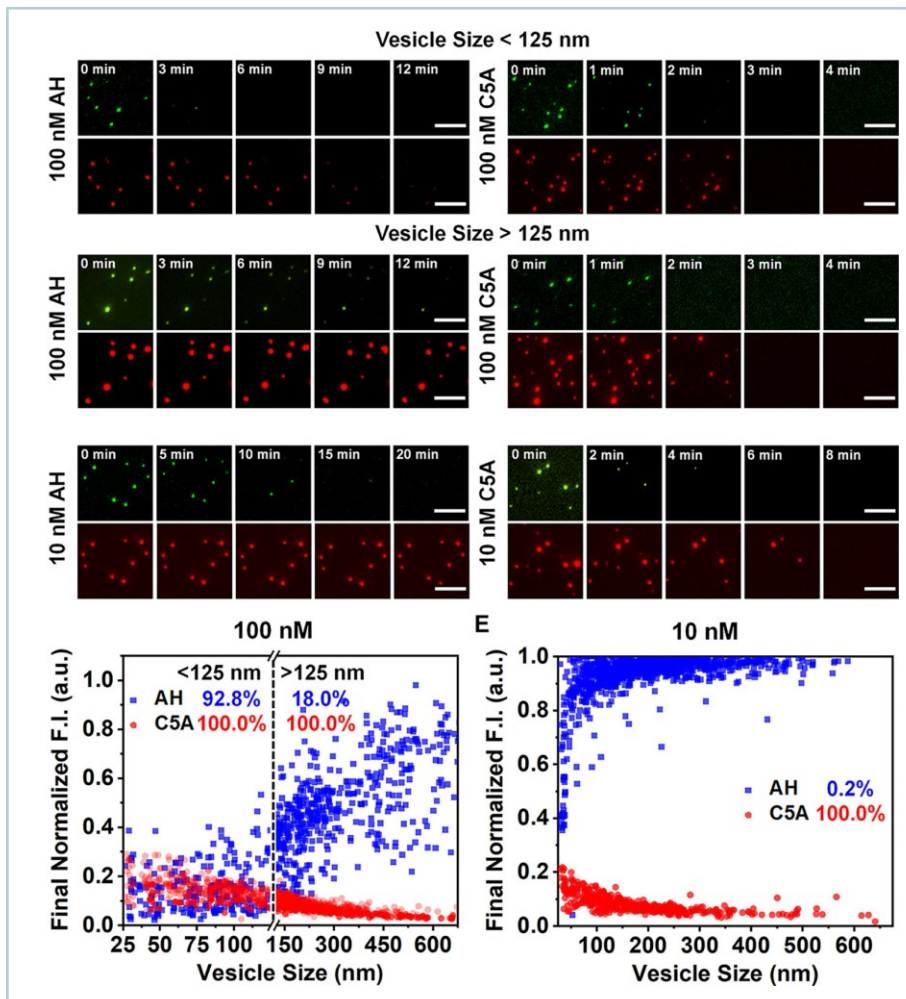 Vesicle Size < 125 nm
100 nM AH
0 min 3 min 6 min 9 min 12 min
100 nM C5A
0 min 1 min 2 min 3 min 4 min
Vesicle Size > 125 nm
100 nM AH
0 min 3 min 6 min 9 min 12 min
100 nM C5A
0 min 1 min 2 min 3 min 4 min
10 nM AH
0 min 5 min 10 min 15 min 20 min
10 nM C5A
0 min 2 min 4 min 6 min 8 min
100 nM
Final Normalized F.I. (a.u.)
1.0
0.8
0.6
0.4
0.2
0.0
<125 nm >125 nm
AH 92.8% 18.0%
C5A 100.0% 100.0%
25 50 75 100 150 300 450 600
Vesicle Size (nm)
E
10 nM
Final Normalized F.I. (a.u.)
1.0
0.8
0.6
0.4
0.2
0.0
AH 0.2%
C5A 100.0%
100 200 300 400 500 600
Vesicle Size (nm)